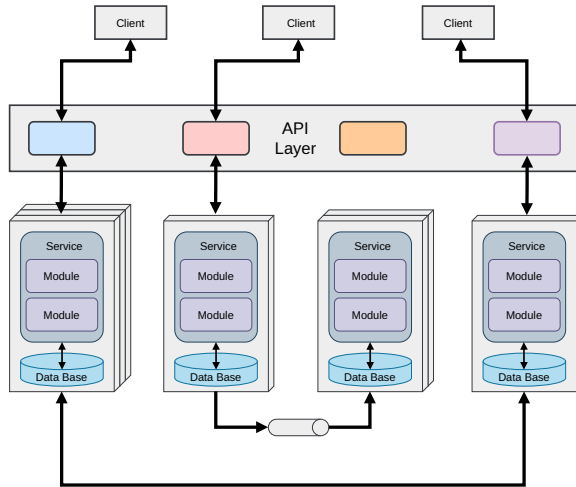 Client
Client
Client
API
Layer
Service
Service
Service
Service
Module
Module
Module
Module
Module
Module
Module
Module
Data Base
Data Base
Data Base
Data Base